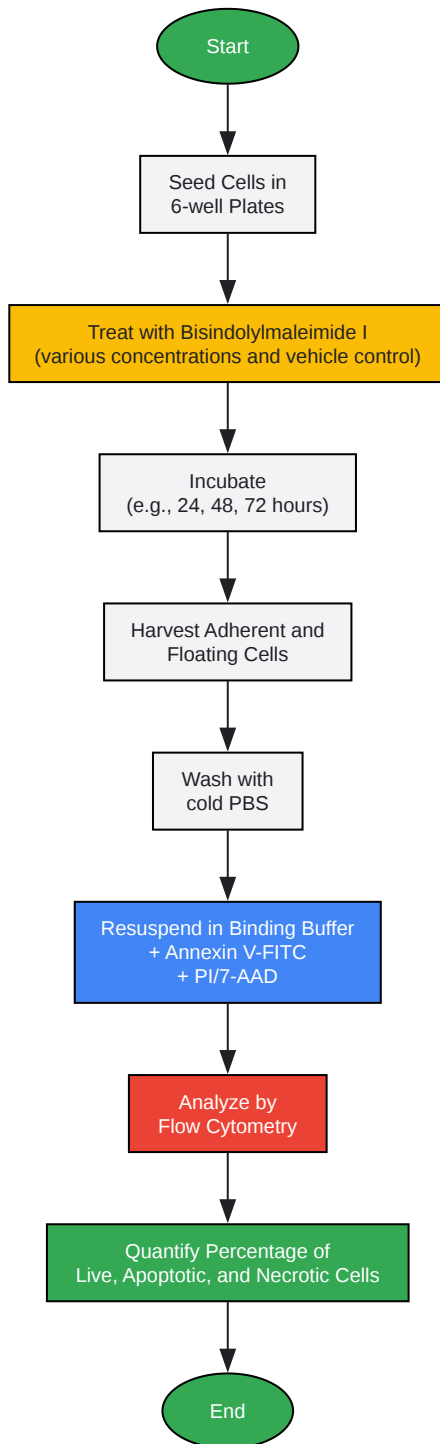 Start
Seed Cells in
6-well Plates
Treat with Bisindolylmaleimide I
(various concentrations and vehicle control)
Incubate
(e.g., 24, 48, 72 hours)
Harvest Adherent and
Floating Cells
Wash with
cold PBS
Resuspend in Binding Buffer
+ Annexin V-FITC
+ PI/7-AAD
Analyze by
Flow Cytometry
Quantify Percentage of
Live, Apoptotic, and Necrotic Cells
End